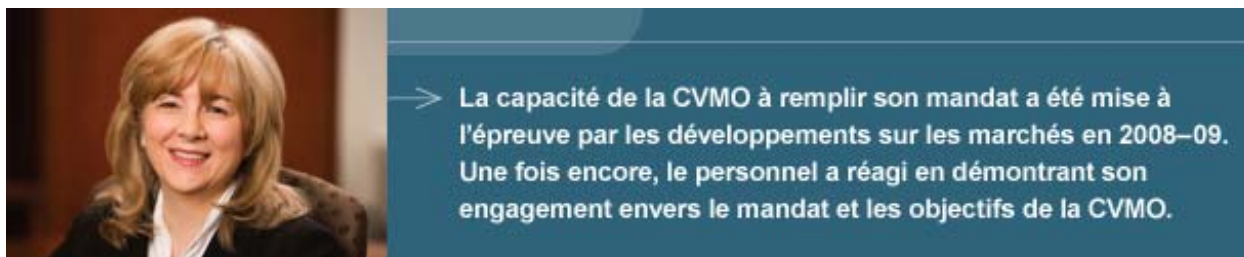 La capacité de la CVMO à remplir son mandat a été mise à
l'épreuve par les développements sur les marchés en 2008–09.
Une fois encore, le personnel a réagi en démontrant son
engagement envers le mandat et les objectifs de la CVMO.